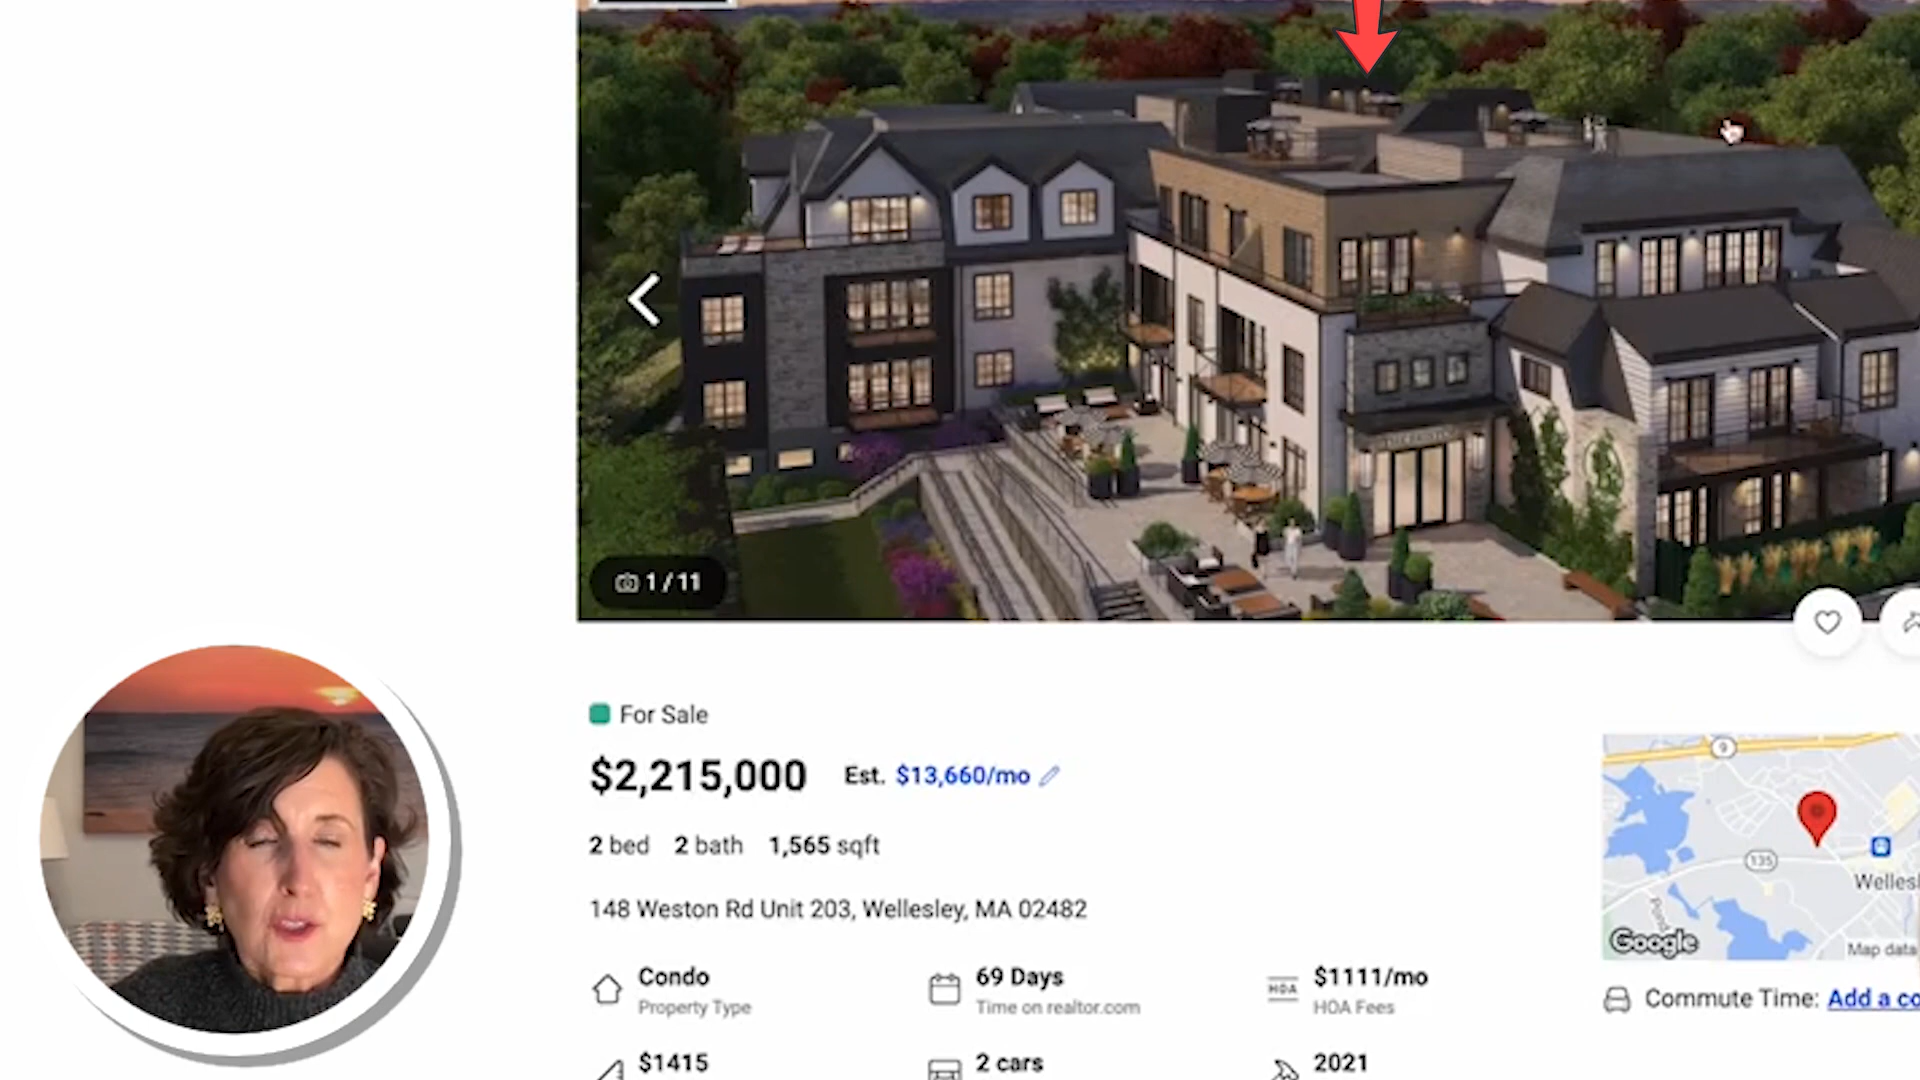 1/11
For Sale
$2,215,000 Est. $13,660/mo
2 bed 2 bath 1,565 sqft
148 Weston Rd Unit 203, Wellesley, MA 02482
Condo
Property Type
69 Days
Time on realtor.com
HOA
$1111/mo
HOA Fees
$1415
2 cars
2021
9
135
Pond
Google
Map data
Commute Time: Add a